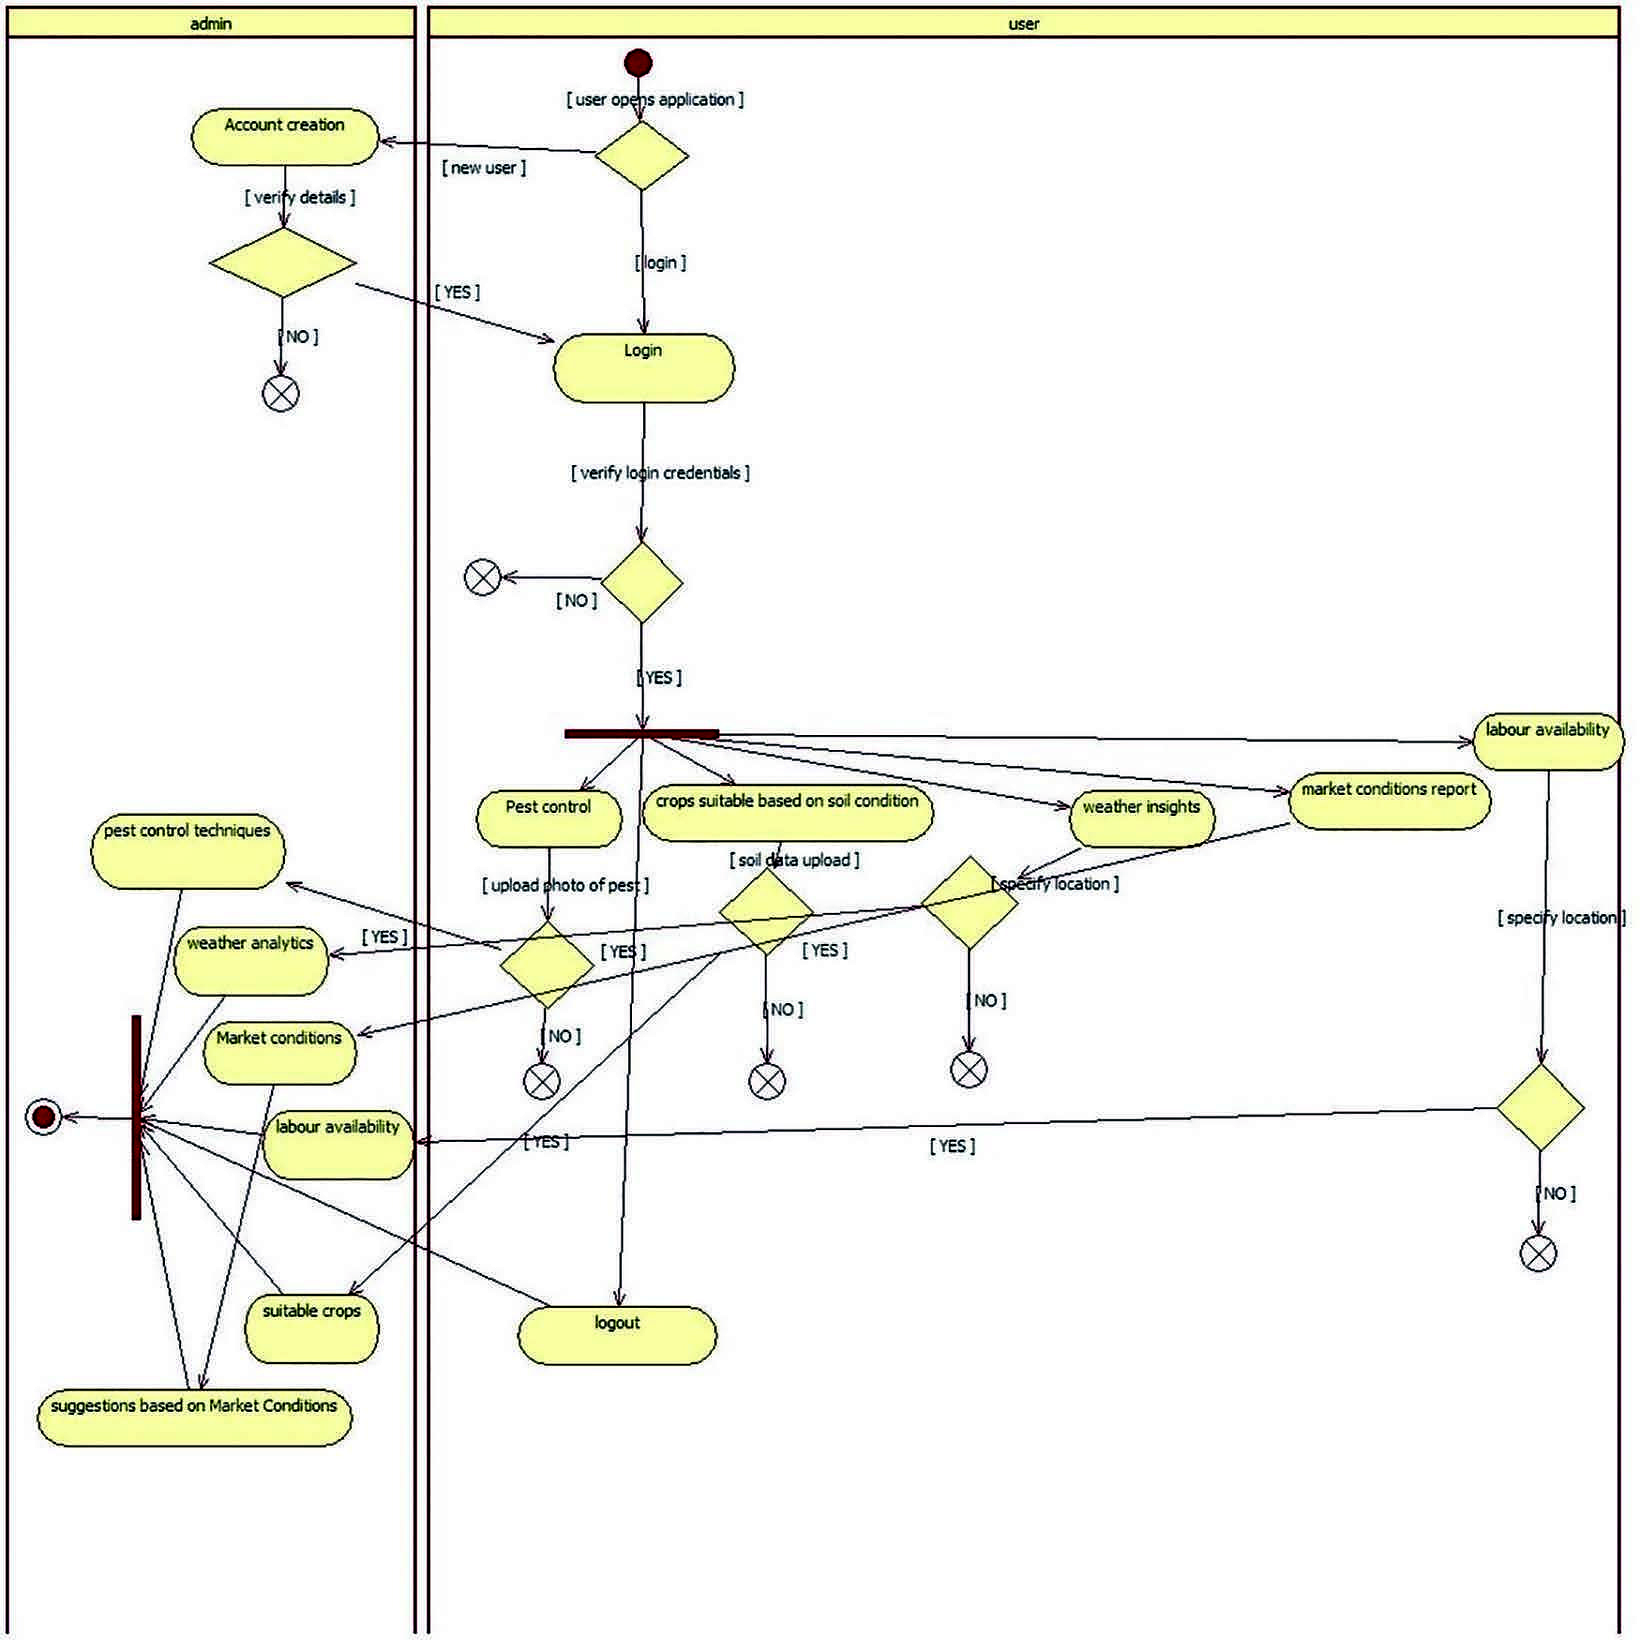 admin
user
[ user opens application ]
Account creation
[ new user ]
[ verify details ]
[ login ]
[ YES ]
[ NO ]
Login
[ verify login credentials ]
[ NO ]
[ YES ]
labour availability
market conditions report
crops suitable based on soil condition
Pest control
weather insights
pest control techniques
[ soil data upload ]
[ upload photo of pest ]
[ specify location ]
[ specify location ]
[ YES ]
weather analytics
[ YES ]
[ YES ]
[ NO ]
[ NO ]
[ NO ]
Market conditions
labour availability
[ YES ]
[ YES ]
[ NO ]
suitable crops
logout
suggestions based on Market Conditions